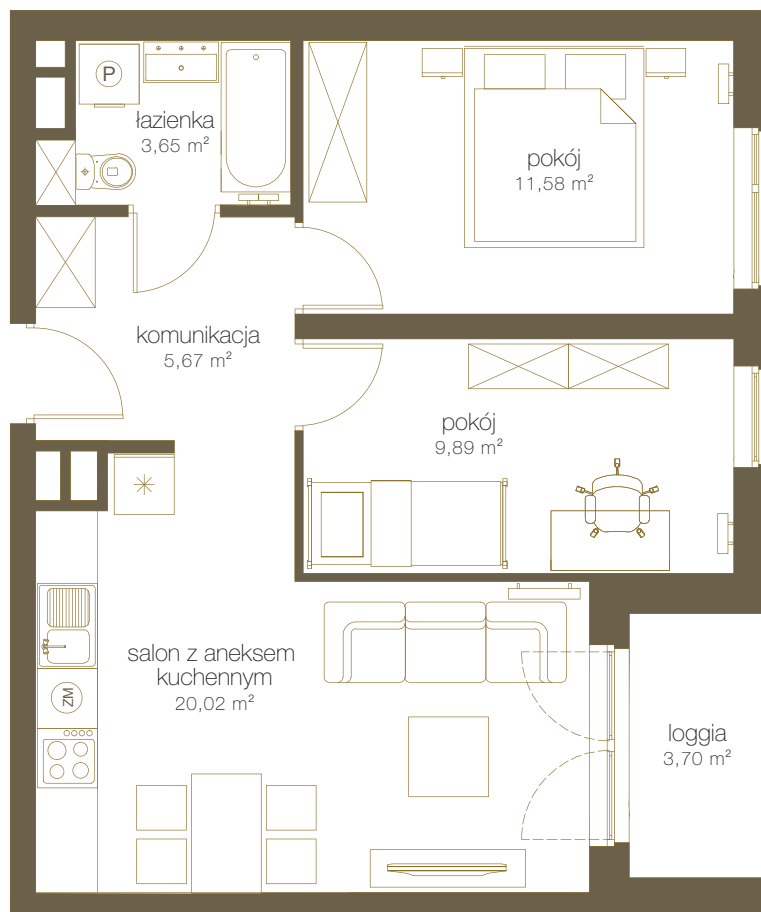 P
łazienka
3,65 m²
pokój
11,58 m²
komunikacja
5,67 m²
pokój
9,89 m²
salon z aneksem
kuchennym
20,02 m²
ZM
loggia
3,70 m²